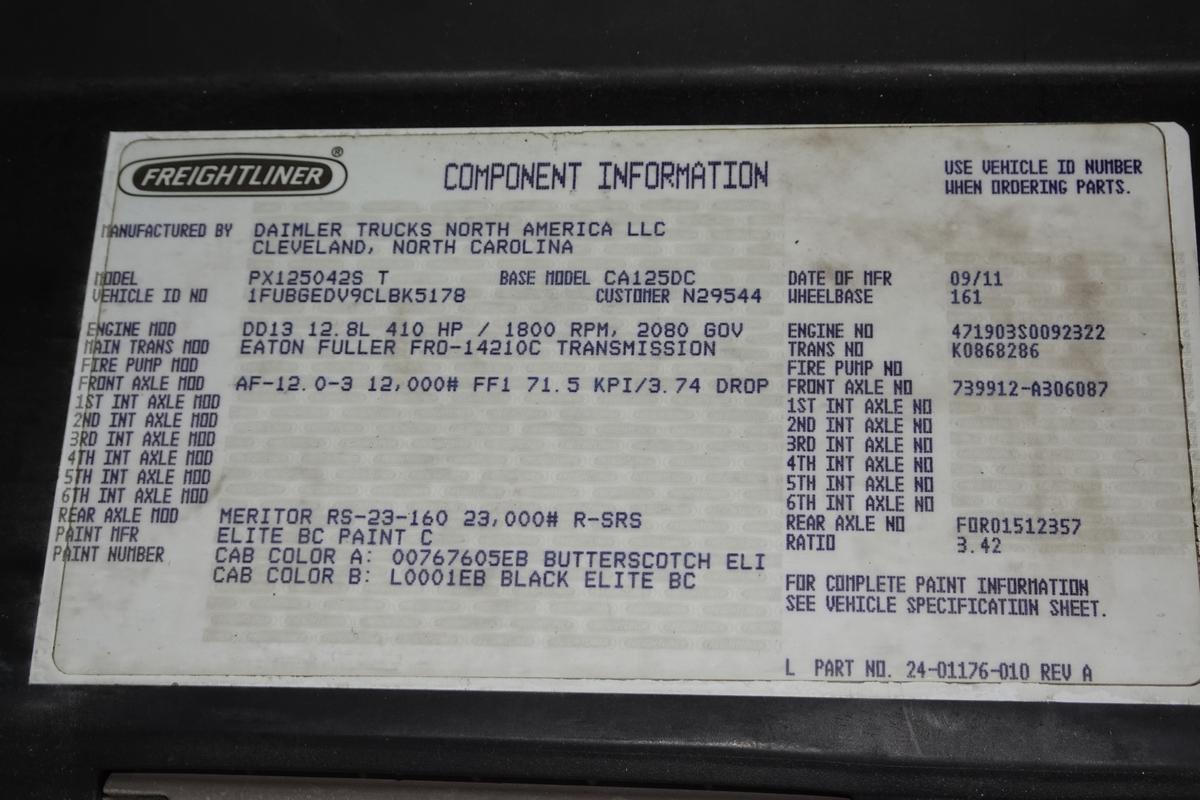 FREIGHTLINER®
COMPONENT INFORMATION
USE VEHICLE ID NUMBER
WHEN ORDERING PARTS.
MANUFACTURED BY DAIMLER TRUCKS NORTH AMERICA LLC
CLEVELAND, NORTH CAROLINA
MODEL PX125042S T BASE MODEL CA125DC DATE OF MFR 09/11
VEHICLE ID NO 1FUBGEDV9CLBK5178 CUSTOMER N29544 WHEELBASE 161
ENGINE MOD DD13 12.8L 410 HP / 1800 RPM, 2080 GOV ENGINE NO 471903S0092322
MAIN TRANS MOD EATON FULLER FRO-14210C TRANSMISSION TRANS NO K0868286
FIRE PUMP MOD FIRE PUMP NO
FRONT AXLE MOD AF-12.0-3 12,000# FF1 71.5 KPI/3.74 DROP FRONT AXLE NO 739912-A306087
1ST INT AXLE MOD 1ST INT AXLE NO
2ND INT AXLE MOD 2ND INT AXLE NO
3RD INT AXLE MOD 3RD INT AXLE NO
4TH INT AXLE MOD 4TH INT AXLE NO
5TH INT AXLE MOD 5TH INT AXLE NO
6TH INT AXLE MOD 6TH INT AXLE NO
REAR AXLE MOD MERITOR RS-23-160 23,000# R-SRS REAR AXLE NO FOR01512357
PAINT MFR ELITE BC PAINT C RATIO 3.42
PAINT NUMBER CAB COLOR A: 00767605EB BUTTERSCOTCH ELI
CAB COLOR B: L0001EB BLACK ELITE BC
FOR COMPLETE PAINT INFORMATION
SEE VEHICLE SPECIFICATION SHEET.
L PART NO. 24-01176-010 REV A